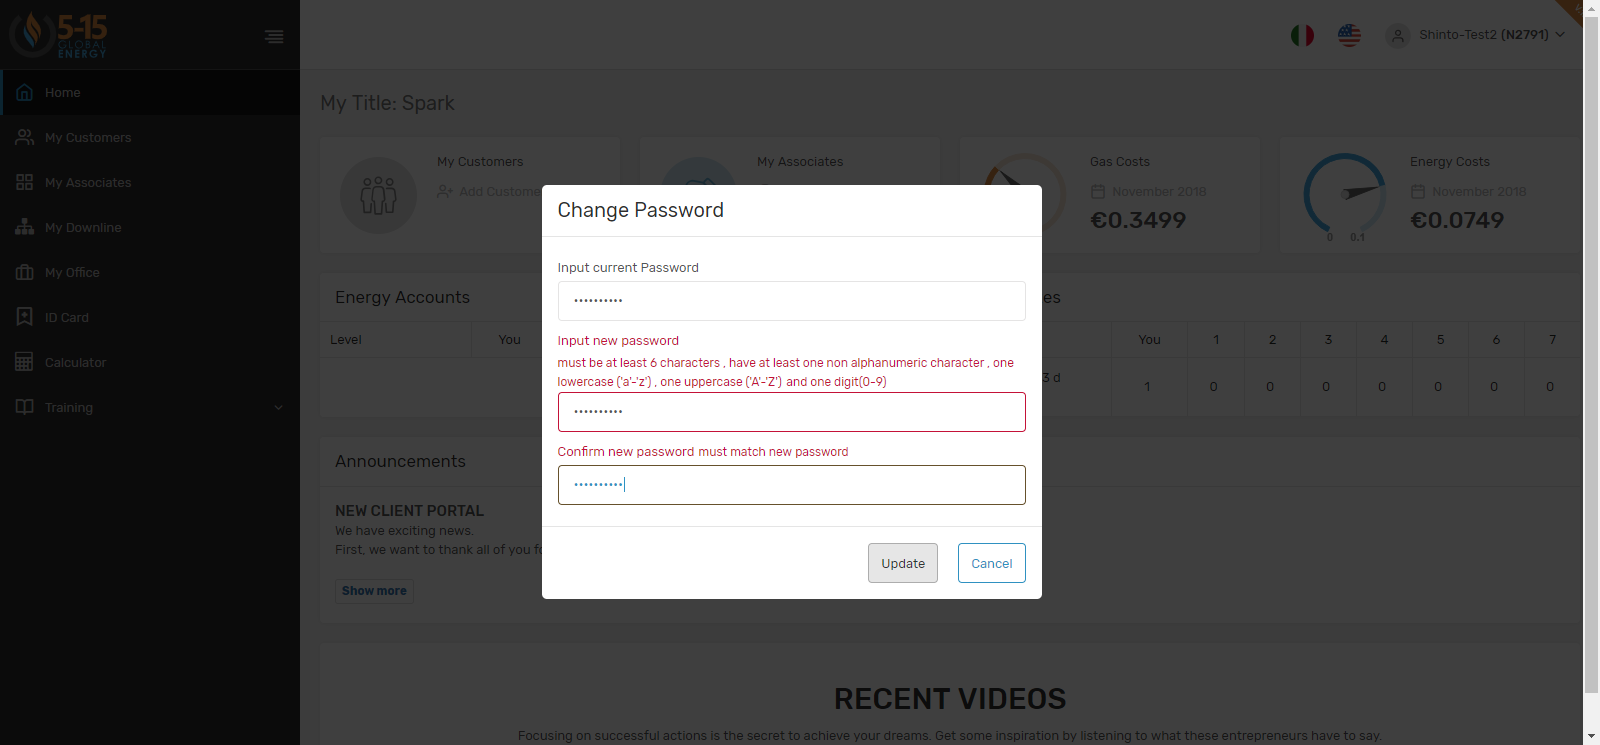 5-15
GLOBAL
ENERGY
Shinto-Test2 (N2791)
Home
My Customers
My Associates
My Downline
My Office
ID Card
Calculator
Training
My Title: Spark
My Customers
Add Custome
My Associates
Gas Costs
November 2018
€0.3499
Energy Costs
November 2018
€0.0749
0 0.1
Energy Accounts
es
Level You
You 1 2 3 4 5 6 7
3 d
1 0 0 0 0 0 0 0
Change Password
Input current Password
••••••••••
Input new password
must be at least 6 characters , have at least one non alphanumeric character , one
lowercase ('a'-'z') , one uppercase ('A'-'Z') and one digit(0-9)
••••••••••
Confirm new password must match new password
••••••••••
Update Cancel
Announcements
NEW CLIENT PORTAL
We have exciting news.
First, we want to thank all of you fo
Show more
RECENT VIDEOS
Focusing on successful actions is the secret to achieve your dreams. Get some inspiration by listening to what these entrepreneurs have to say.